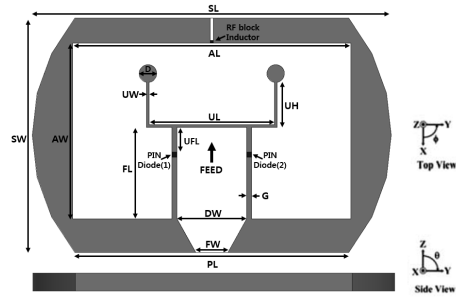 SL
RF block
Inductor
AL
D
UW
UH
UL
SW
AW
UFL
FL
PIN
Diode(1)
PIN
Diode(2)
FEED
G
DW
FW
PL
Z
Y
ϕ
X
Top View
Z
θ
X
Y
Side View